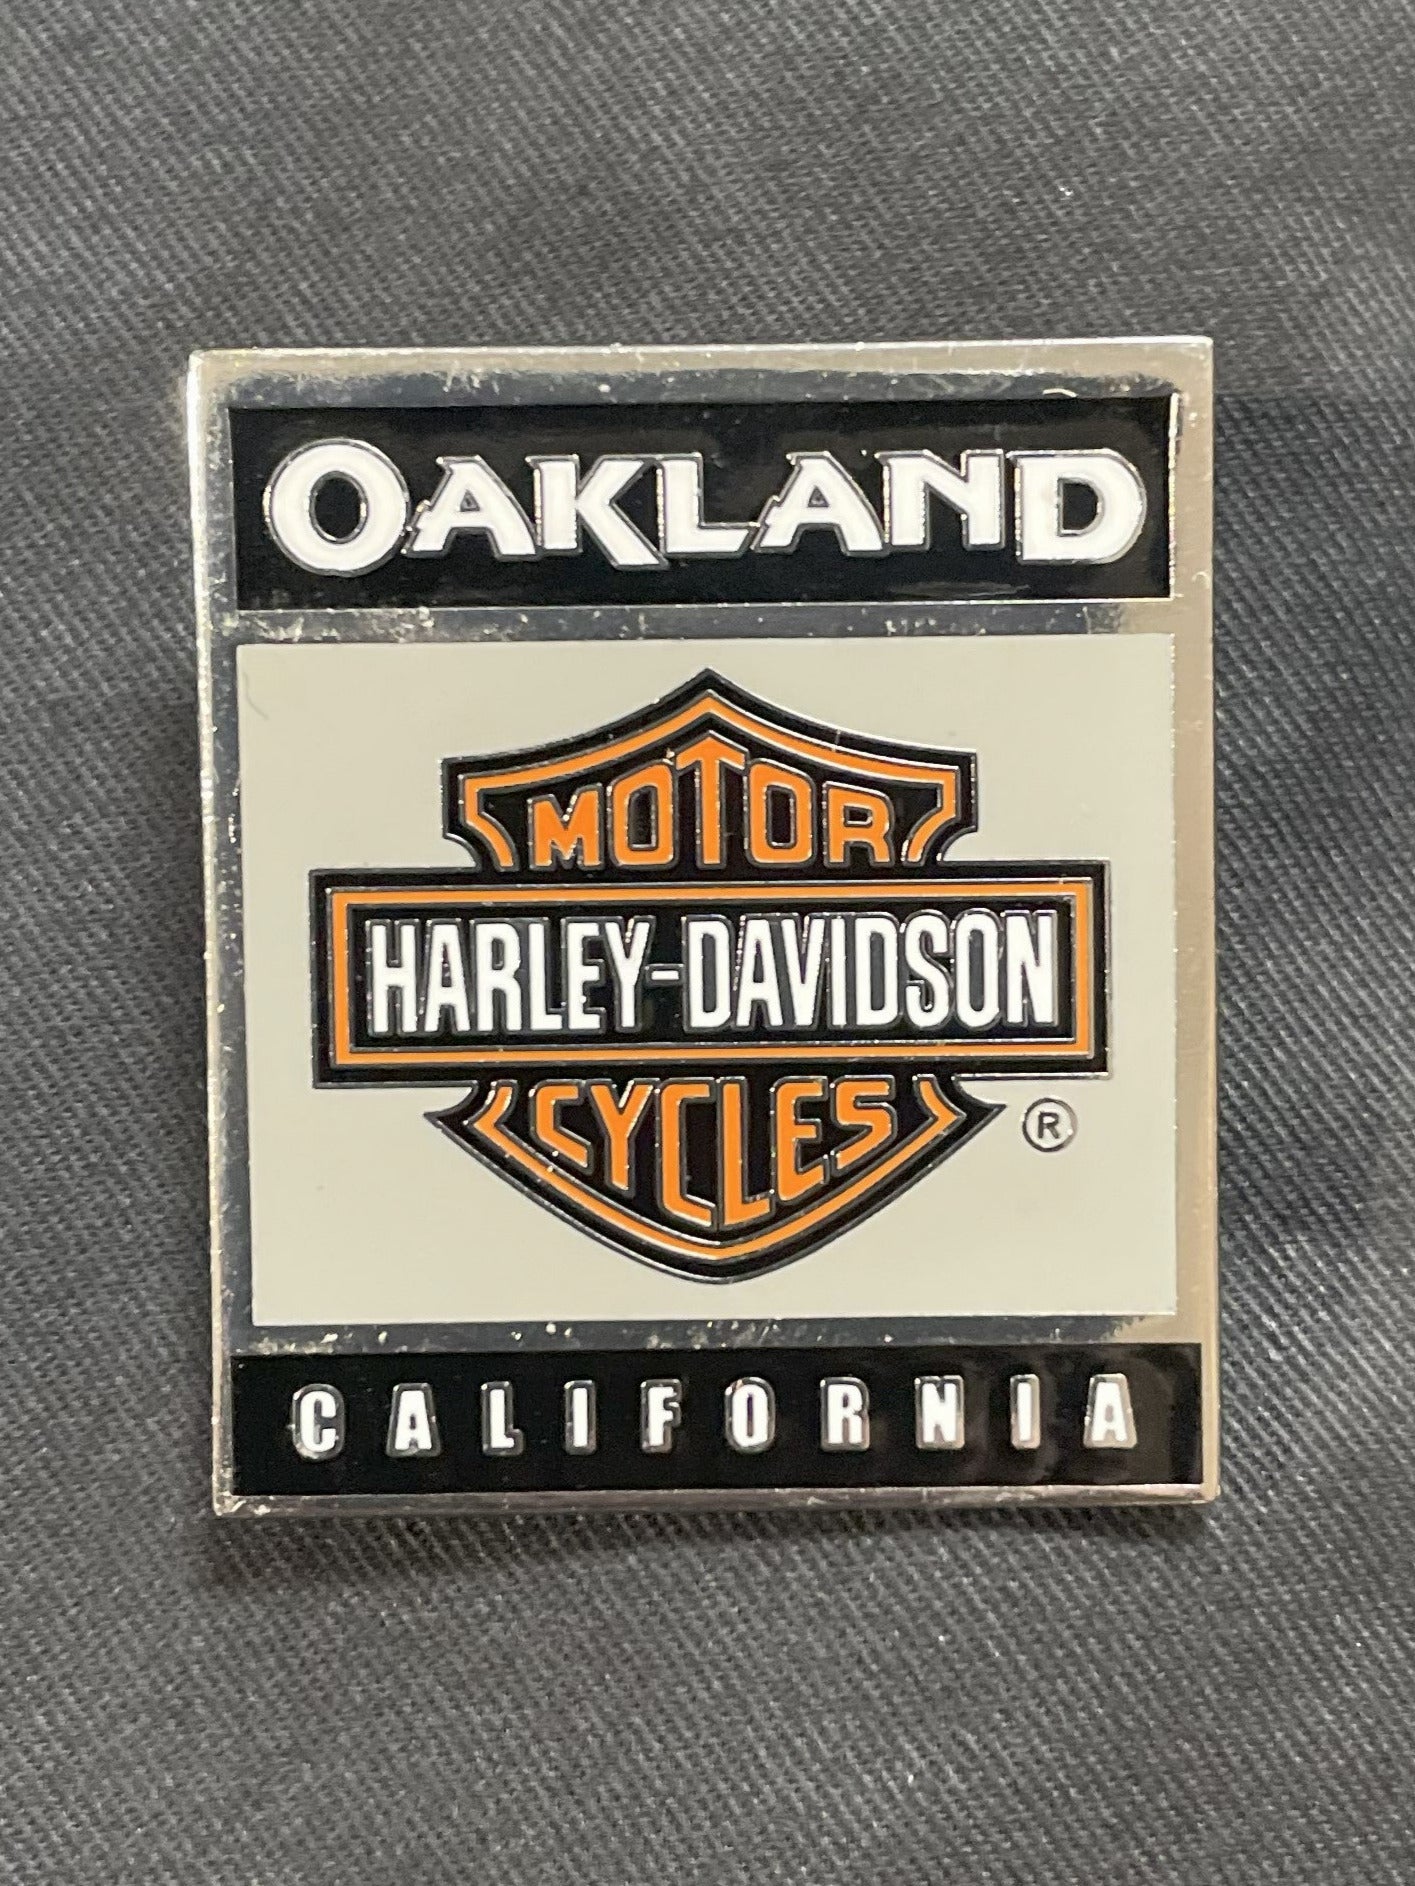 OAKLAND
MOTOR
HARLEY-DAVIDSON
CYCLES
®
CALIFORNIA